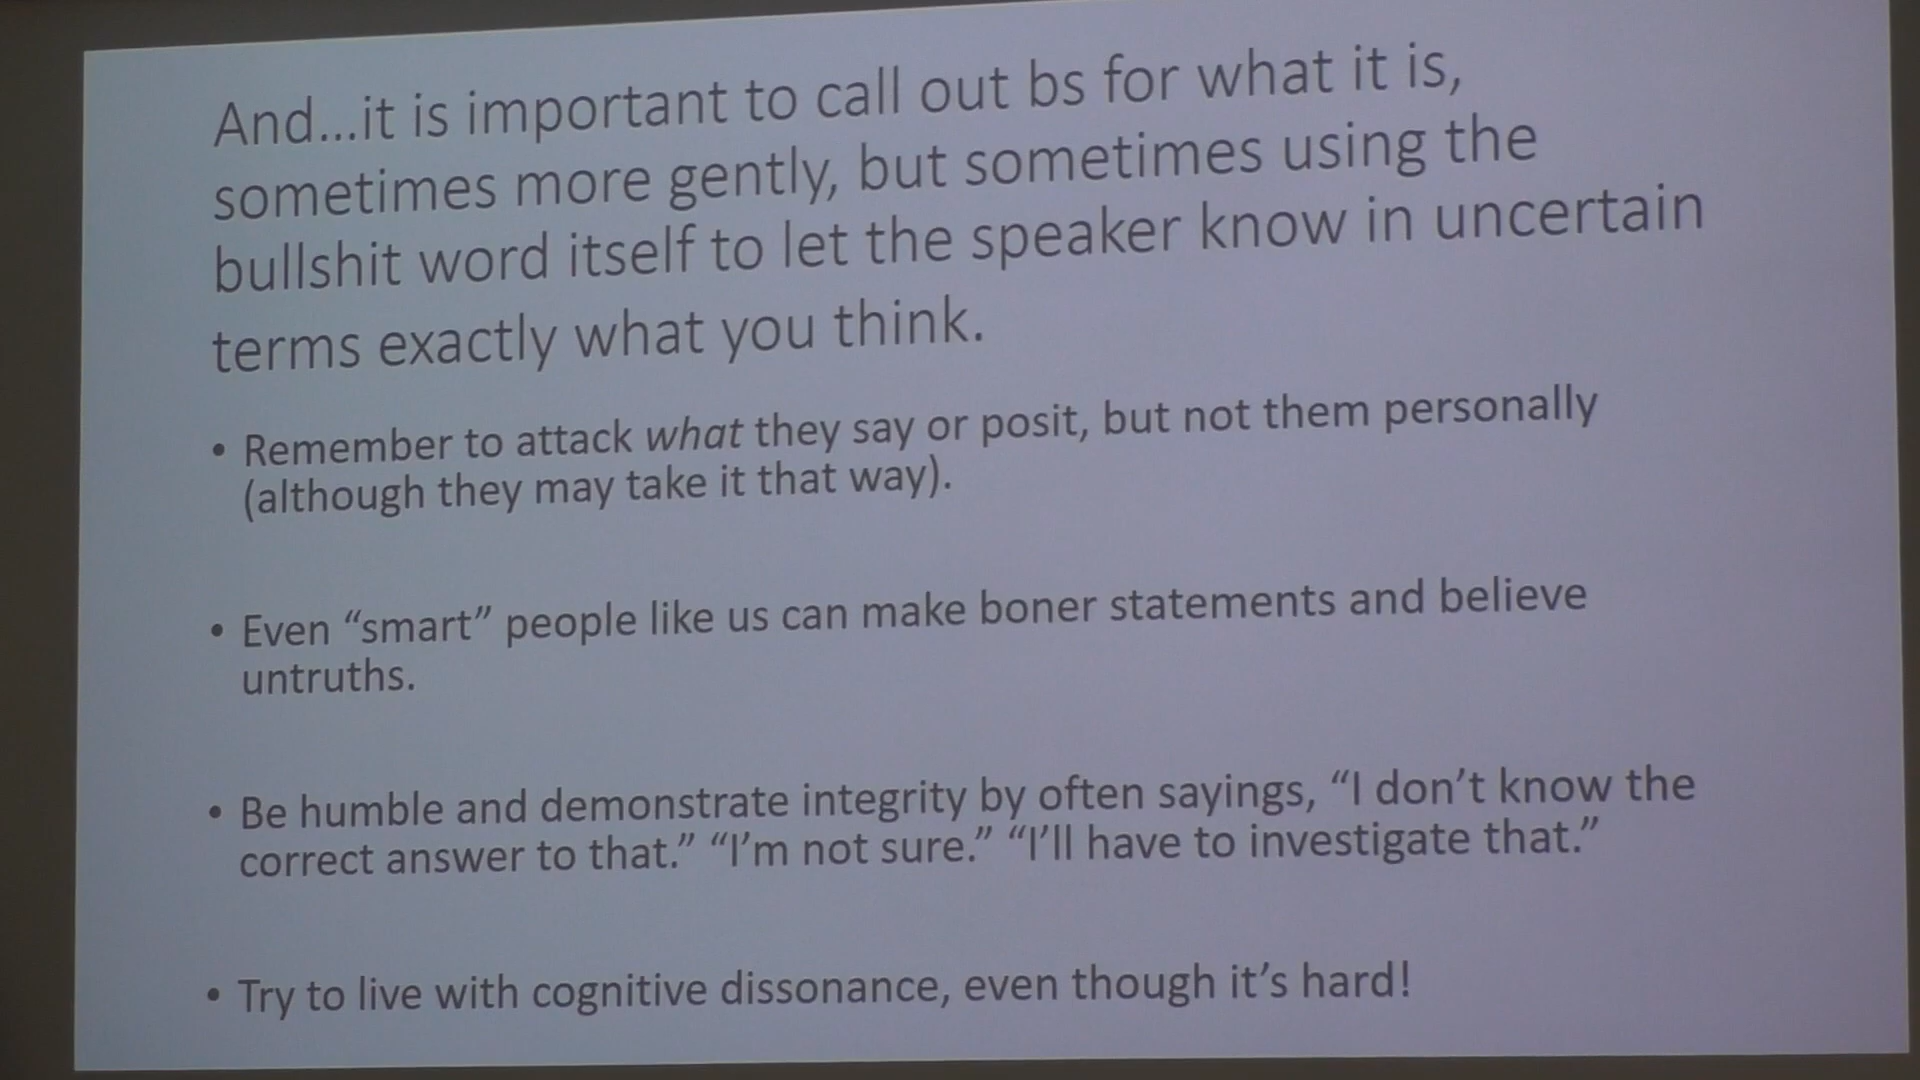 And...it is important to call out bs for what it is,
sometimes more gently, but sometimes using the
bullshit word itself to let the speaker know in uncertain
terms exactly what you think.
• Remember to attack what they say or posit, but not them personally
(although they may take it that way).
• Even “smart” people like us can make boner statements and believe
untruths.
• Be humble and demonstrate integrity by often sayings, “I don’t know the
correct answer to that.” “I’m not sure.” “I’ll have to investigate that.”
• Try to live with cognitive dissonance, even though it’s hard!